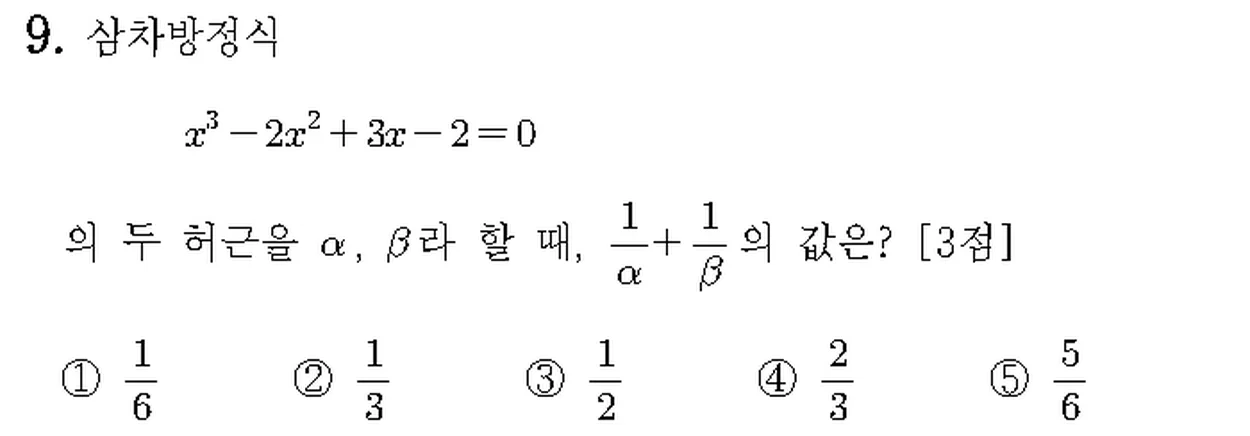 9. 삼차방정식
x³ − 2x² + 3x − 2 = 0
의 두 허근을 α, β라 할 때, 1/α + 1/β 의 값은? [3점]
① 1/6 ② 1/3 ③ 1/2 ④ 2/3 ⑤ 5/6